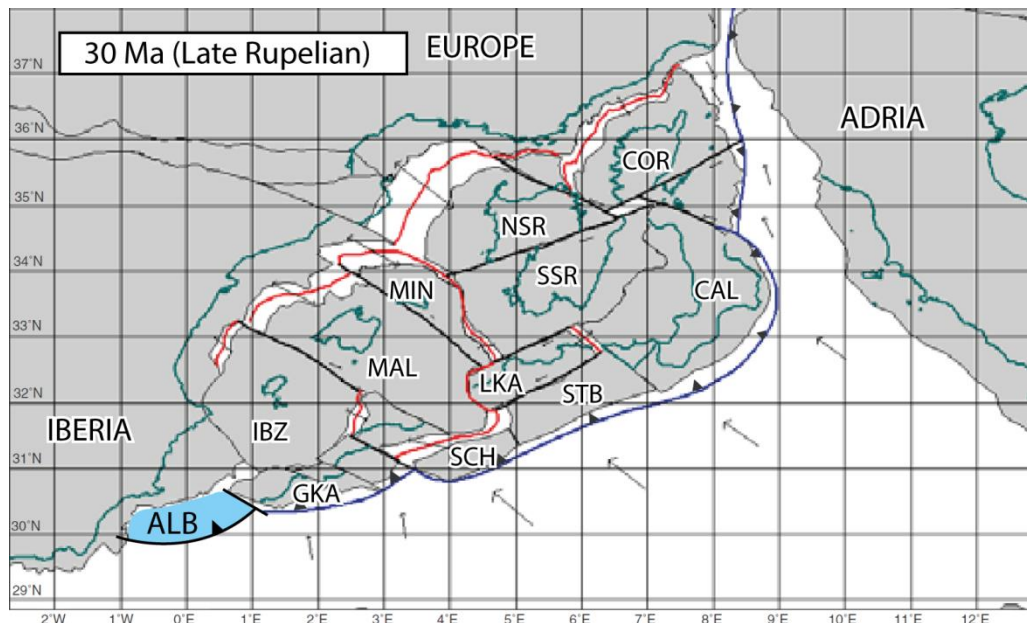 30 Ma (Late Rupelian)
EUROPE
ADRIA
COR
NSR
SSR
CAL
MIN
MAL
LKA
STB
IBERIA
IBZ
SCH
GKA
ALB
37°N
36°N
35°N
34°N
33°N
32°N
31°N
30°N
29°N
2°W 1°W 0°E 1°E 2°E 3°E 4°E 5°E 6°E 7°E 8°E 9°E 10°E 11°E 12°E